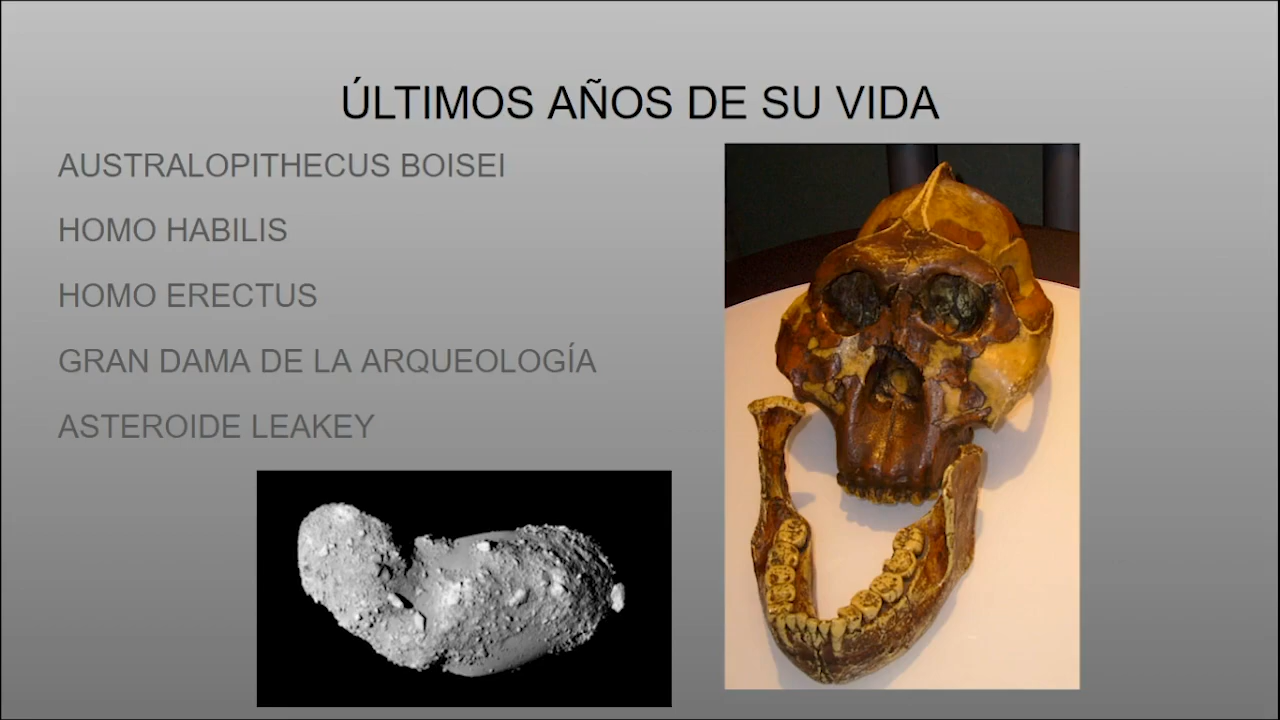 ÚLTIMOS AÑOS DE SU VIDA
AUSTRALOPITHECUS BOISEI
HOMO HABILIS
HOMO ERECTUS
GRAN DAMA DE LA ARQUEOLOGÍA
ASTEROIDE LEAKEY